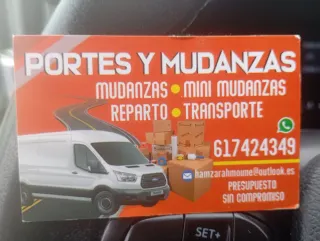 PORTES Y MUDANZAS
MUDANZAS • MINI MUDANZAS
REPARTO • TRANSPORTE
617424349
hamzarahmoune@outlook.es
PRESUPUESTO
SIN COMPROMISO
SET+